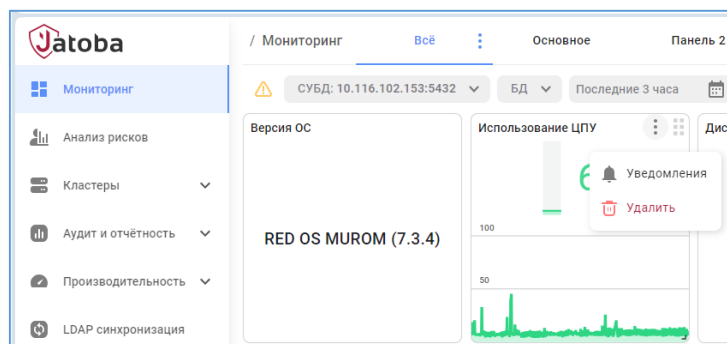 Jatoba
/ Мониторинг
Всё
Основное
Панель 2
Мониторинг
Анализ рисков
Кластеры
Аудит и отчётность
Производительность
LDAP синхронизация
СУБД: 10.116.102.153:5432
БД
Последние 3 часа
Версия ОС
RED OS MUROM (7.3.4)
Использование ЦПУ
6
Уведомления
Удалить
100
50
Дис